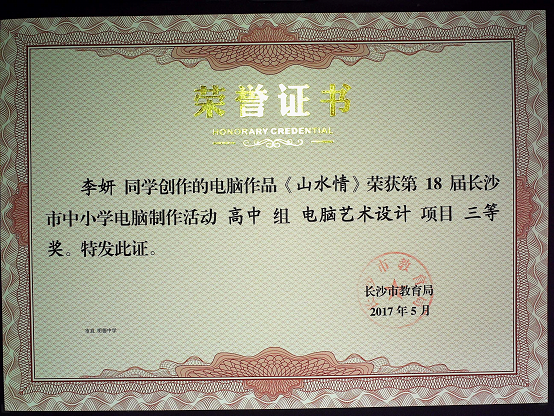 荣誉证书
HONORARY CREDENTIAL
李妍 同学创作的电脑作品《山水情》荣获第 18 届长沙
市中小学电脑制作活动 高中 组 电脑艺术设计 项目 三等
奖。特发此证。
长沙市教育局
2017 年 5 月